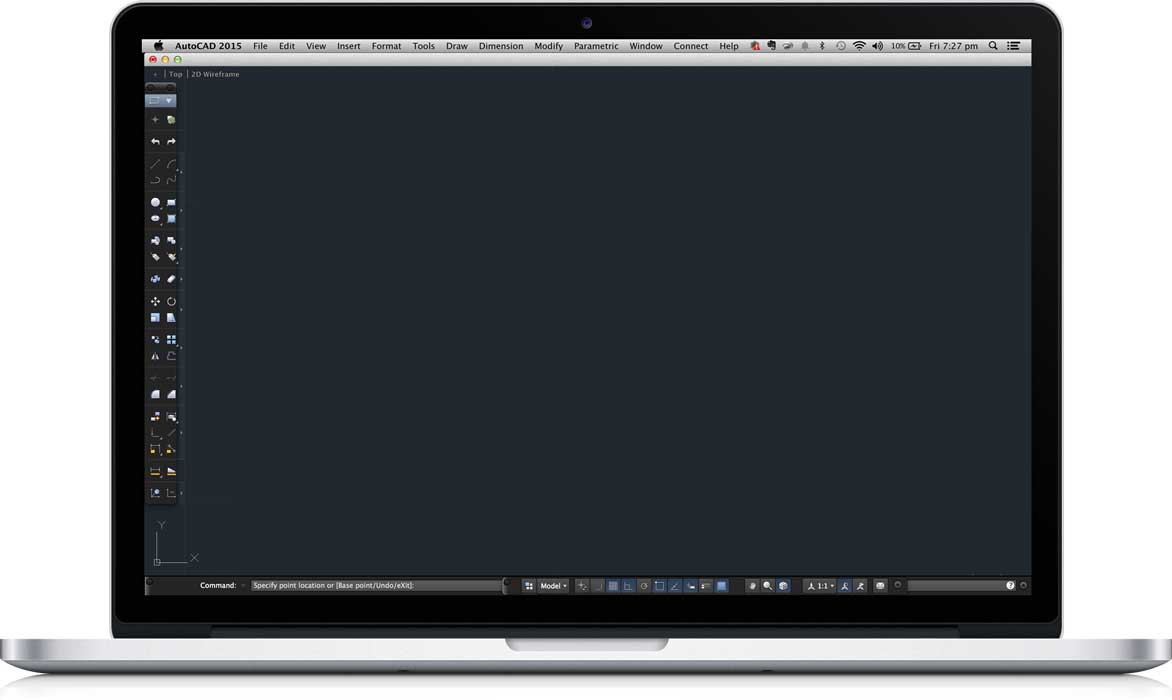 AutoCAD 2015 File Edit View Insert Format Tools Draw Dimension Modify Parametric Window Connect Help 10% Fri 7:27 pm
+ | Top | 2D Wireframe
Y
X
Command: Specify point location or [Base point/Undo/eXit]: Model 1:1 ?